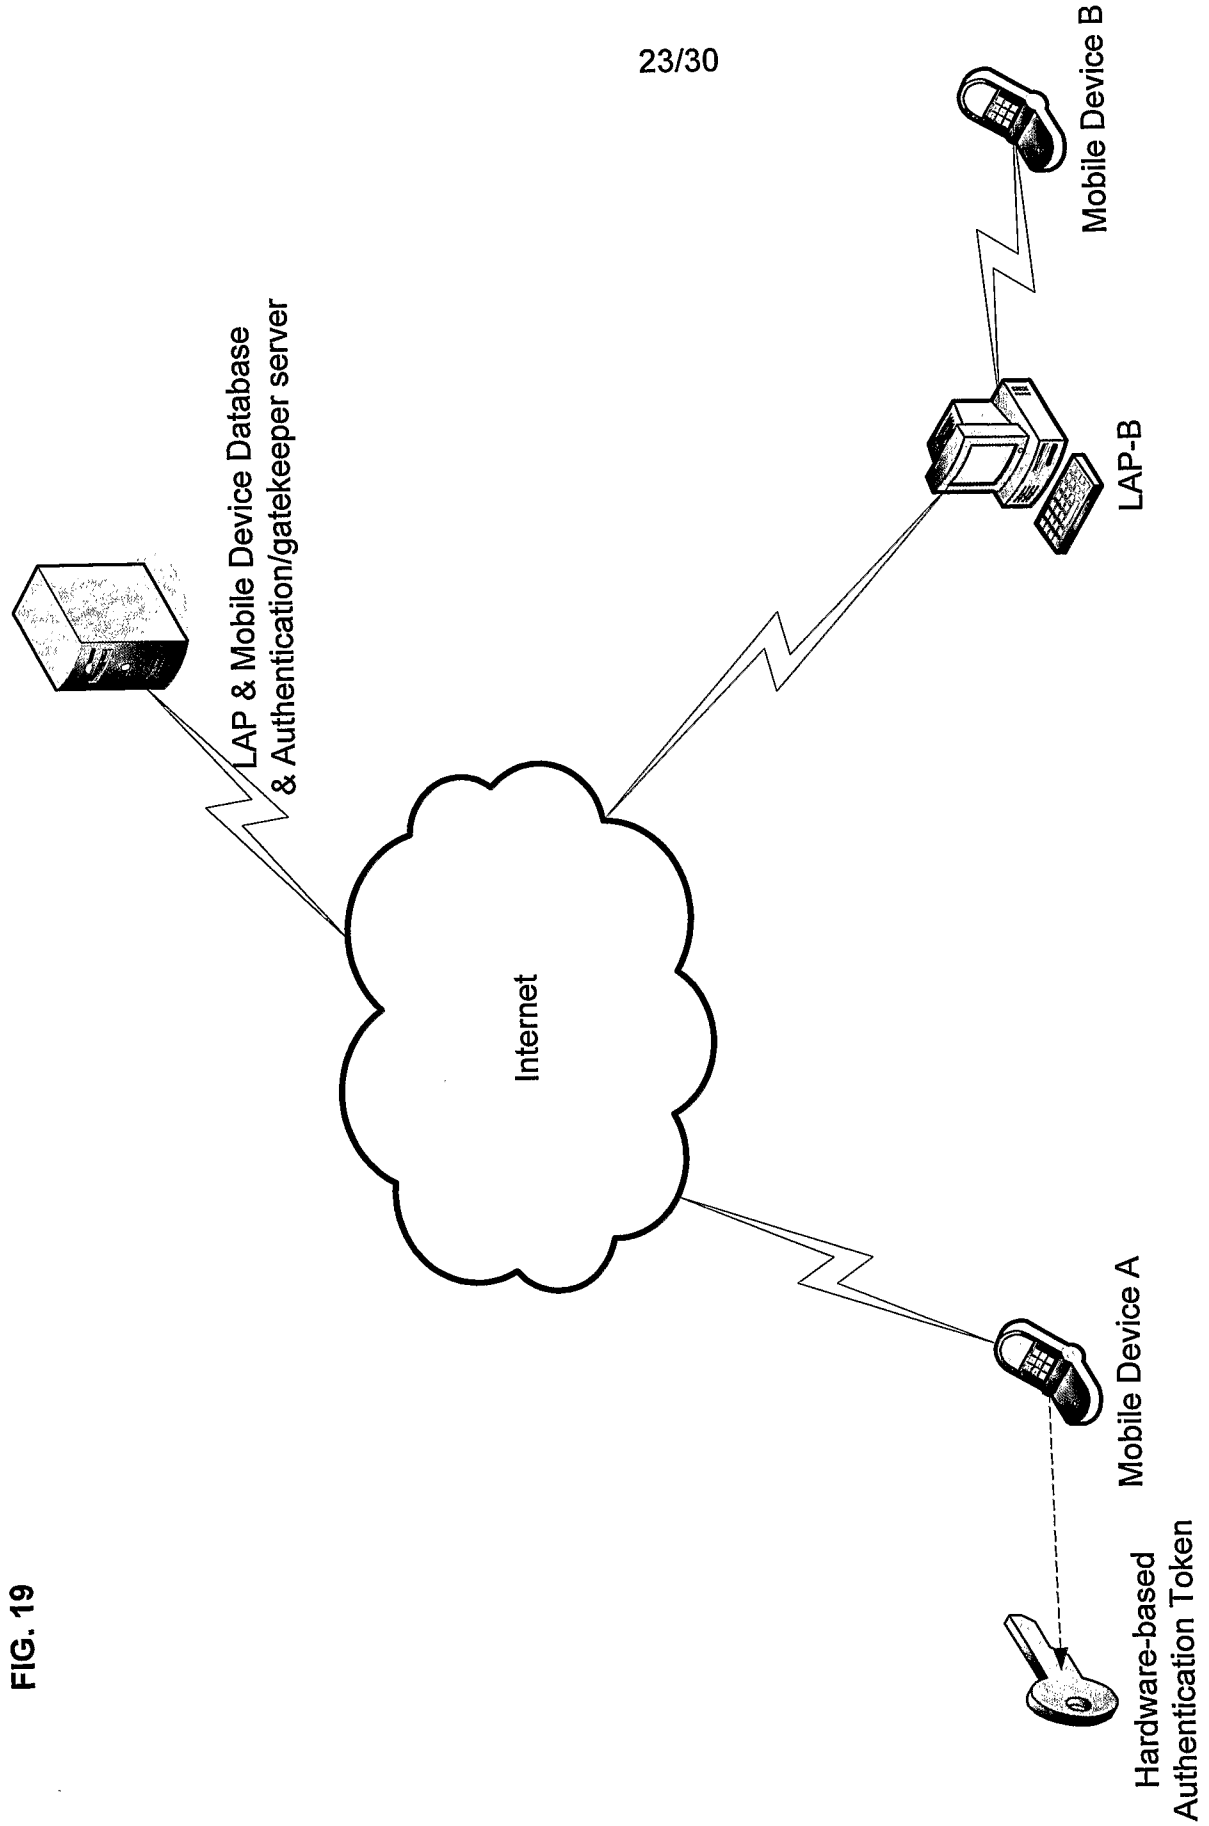 23/30
FIG. 19
LAP & Mobile Device Database
& Authentication/gatekeeper server
Internet
Hardware-based
Authentication Token
Mobile Device A
LAP-B
Mobile Device B